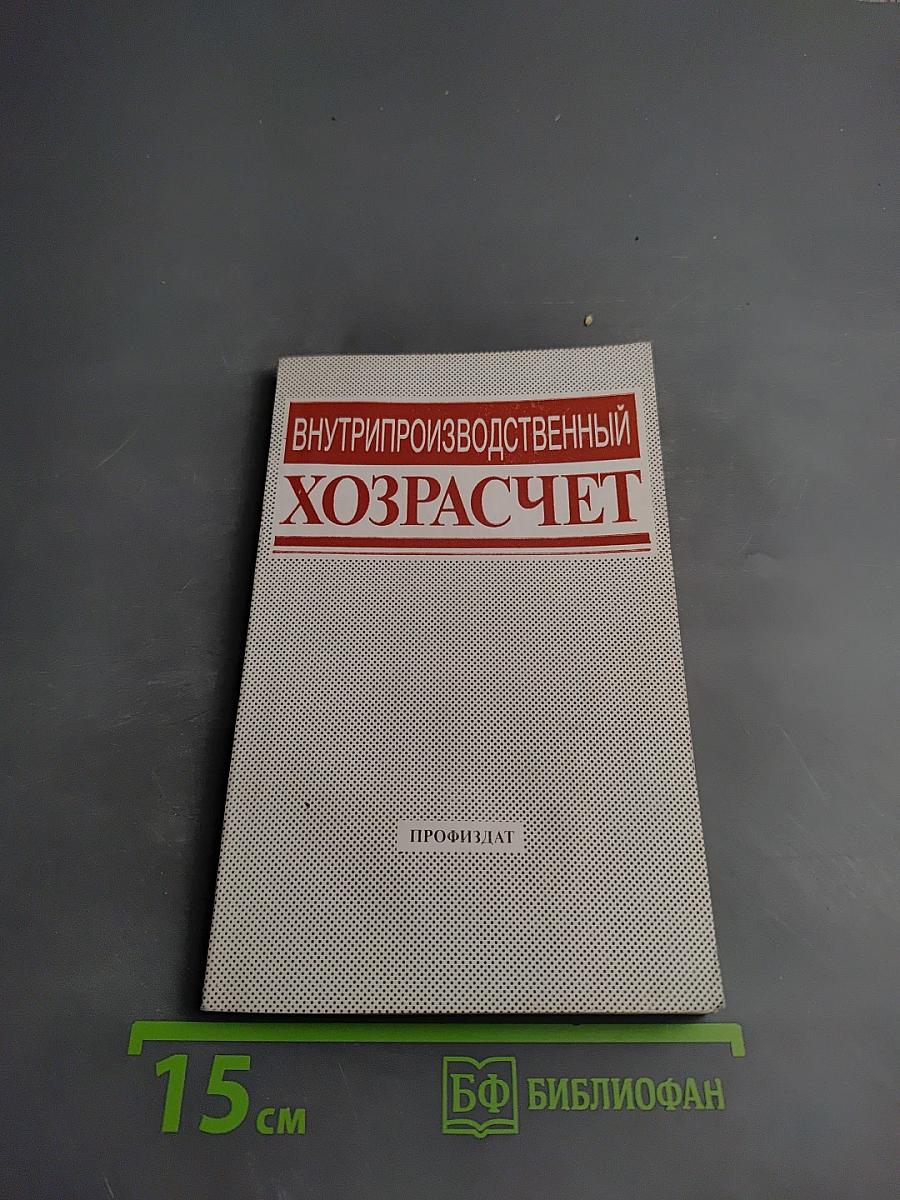 ВНУТРИПРОИЗВОДСТВЕННЫЙ
ХОЗРАСЧЕТ
ПРОФИЗДАТ
15 см
БФ БИБЛИОФАН